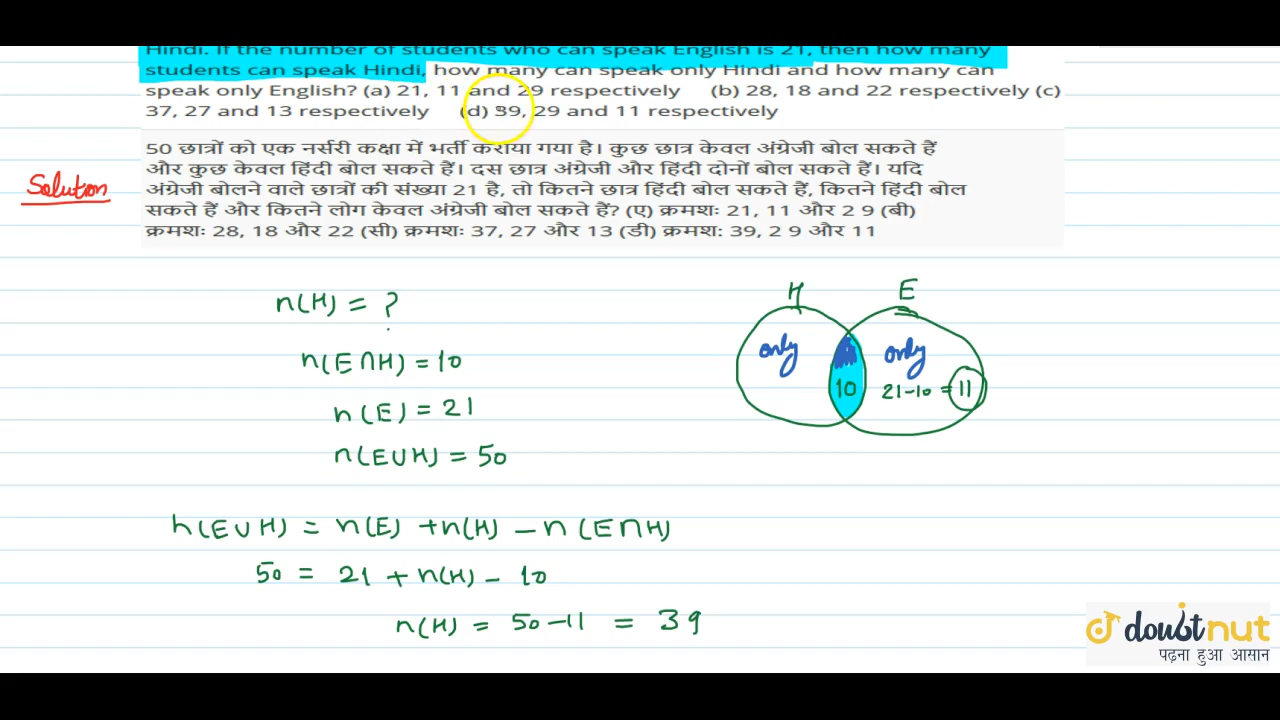 Hindi. If the number of students who can speak English is 21, then how many
students can speak Hindi, how many can speak only Hindi and how many can
speak only English? (a) 21, 11 and 29 respectively (b) 28, 18 and 22 respectively (c)
37, 27 and 13 respectively (d) 39, 29 and 11 respectively
50 छात्रों को एक नर्सरी कक्षा में भर्ती कराया गया है। कुछ छात्र केवल अंग्रेजी बोल सकते हैं
और कुछ केवल हिंदी बोल सकते हैं। दस छात्र अंग्रेजी और हिंदी दोनों बोल सकते हैं। यदि
अंग्रेजी बोलने वाले छात्रों की संख्या 21 है, तो कितने छात्र हिंदी बोल सकते हैं, कितने हिंदी बोल
सकते हैं और कितने लोग केवल अंग्रेजी बोल सकते हैं? (ए) क्रमशः 21, 11 और 2 9 (बी)
क्रमशः 28, 18 और 22 (सी) क्रमशः 37, 27 और 13 (डी) क्रमश: 39, 2 9 और 11
Solution
n(H) = ?
n(E∩H) = 10
n(E) = 21
n(E∪H) = 50
H E
only only
10 21-10 = 11
n(E∪H) = n(E) + n(H) - n(E∩H)
50 = 21 + n(H) - 10
n(H) = 50-11 = 39
doubtnut
पढ़ना हुआ आसान